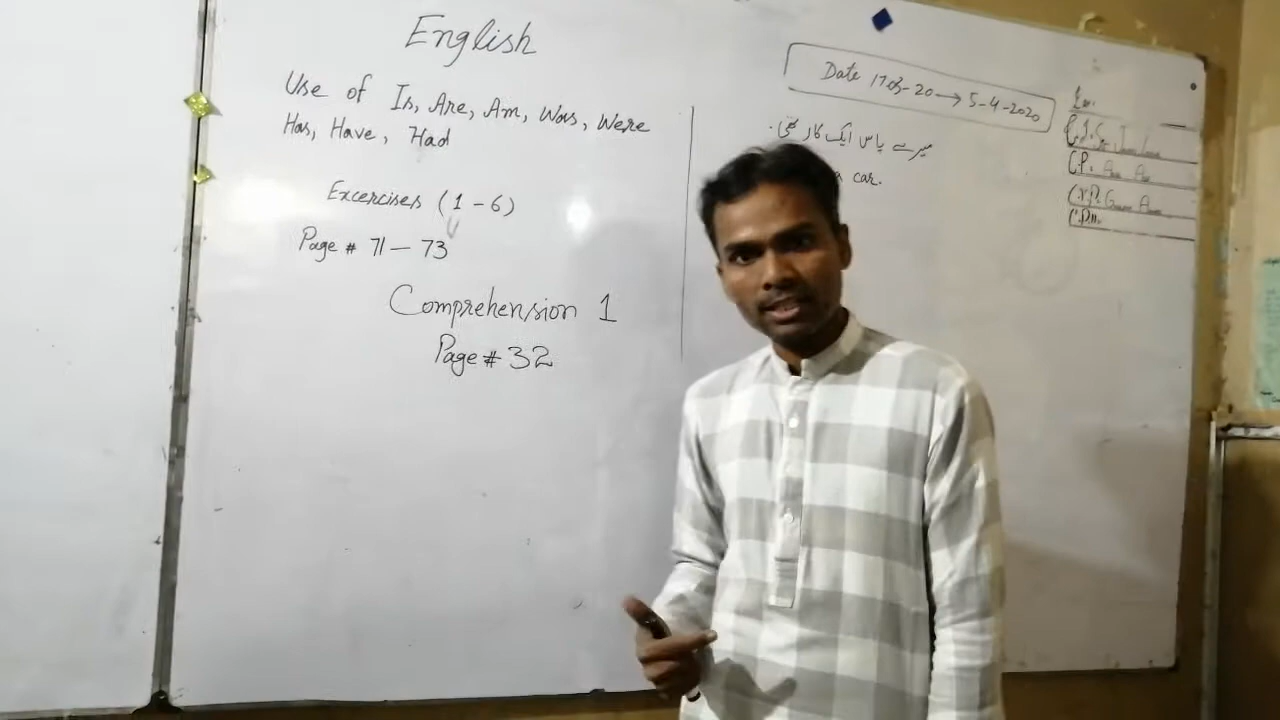 English
Use of Is, Are, Am, Was, Were
Has, Have, Had
Excercises (1 - 6)
Page # 71 — 73
Comprehension 1
Page # 32
Date 17-03-20 → 5-4-2020
میرے پاس ایک کار تھی۔
a car.